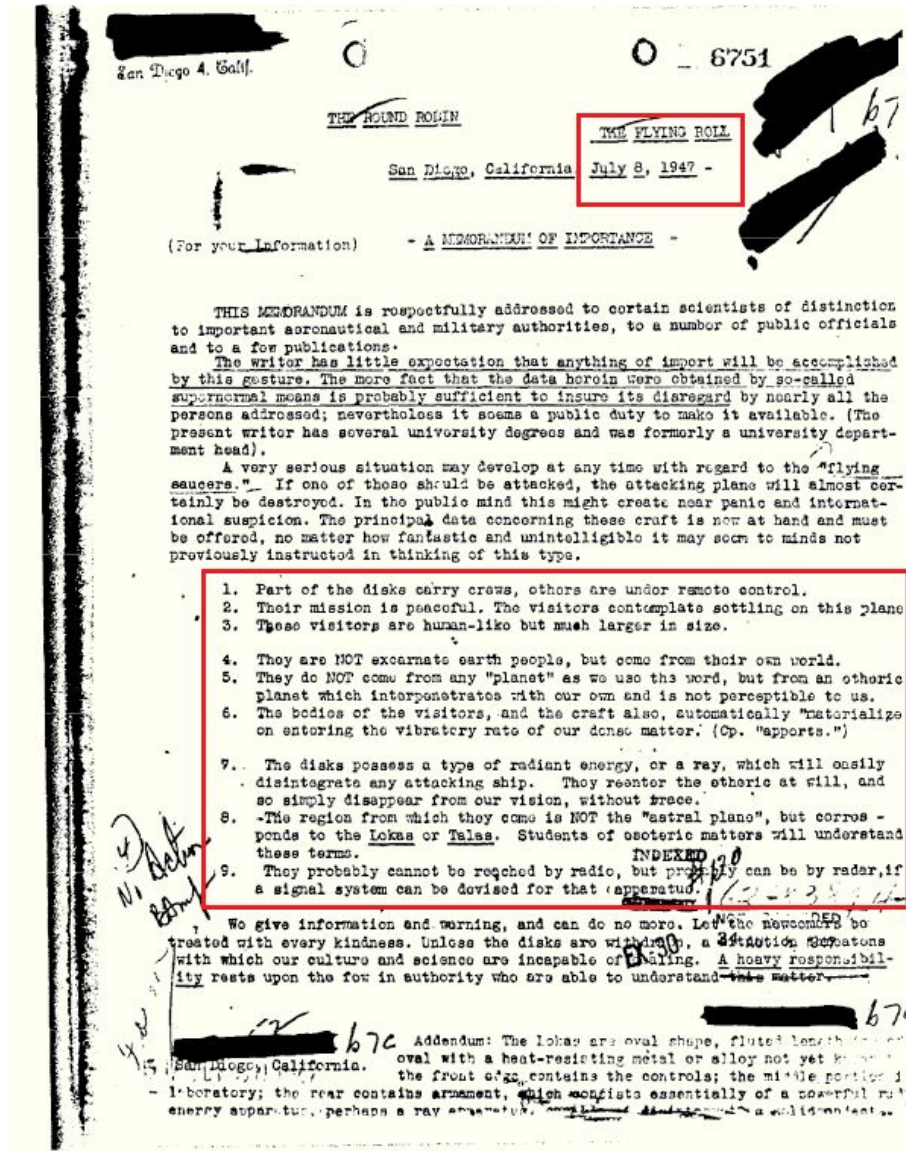 San Diego 4, Calif.
6751
THE ROUND ROBIN
THE FLYING ROLL
San Diego, California July 8, 1947 -
(For your Information) - A MEMORANDUM OF IMPORTANCE -
THIS MEMORANDUM is respectfully addressed to certain scientists of distinction
to important aeronautical and military authorities, to a number of public officials
and to a few publications.
The writer has little expectation that anything of import will be accomplished
by this gesture. The mere fact that the data herein were obtained by so-called
supernormal means is probably sufficient to insure its disregard by nearly all the
persons addressed; nevertheless it seems a public duty to make it available. (The
present writer has several university degrees and was formerly a university depart-
ment head).
A very serious situation may develop at any time with regard to the "flying
saucers." If one of these should be attacked, the attacking plane will almost cer-
tainly be destroyed. In the public mind this might create near panic and internat-
ional suspicion. The principal data concerning these craft is now at hand and must
be offered, no matter how fantastic and unintelligible it may seem to minds not
previously instructed in thinking of this type.
1. Part of the disks carry crews, others are under remote control.
2. Their mission is peaceful. The visitors contemplate settling on this plane
3. These visitors are human-like but much larger in size.
4. They are NOT excarnate earth people, but come from their own world.
5. They do NOT come from any "planet" as we use the word, but from an etheric
planet which interpenetrates with our own and is not perceptible to us.
6. The bodies of the visitors, and the craft also, automatically "materialize
on entering the vibratory rate of our dense matter. (Cp. "apports.")
7. The disks possess a type of radiant energy, or a ray, which will easily
disintegrate any attacking ship. They reenter the etheric at will, and
so simply disappear from our vision, without trace.
8. -The region from which they come is NOT the "astral plane", but corres -
ponds to the Lokas or Talas. Students of esoteric matters will understand
these terms.
INDEXED
9. They probably cannot be reached by radio, but probably can be by radar, if
a signal system can be devised for that apparatus.
We give information and warning, and can do no more. Let the newcomers be
treated with every kindness. Unless the disks are withdrawn, a
with which our culture and science are incapable of dealing. A heavy responsibil-
ity rests upon the few in authority who are able to understand this matter.
EX-30
b7C
San Diego, California.
Addendum: The Lokas are oval shape, fluted length
oval with a heat-resisting metal or alloy not yet
the front edge contains the controls; the middle portion
laboratory; the rear contains armament, which consists essentially of a powerful
energy apparatus, perhaps a ray